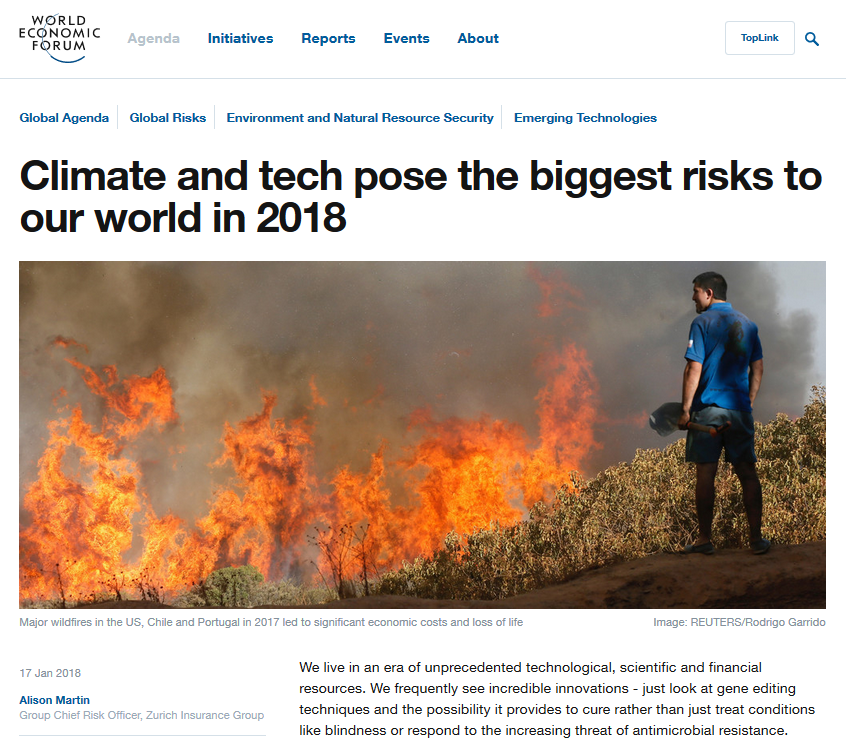 WORLD
ECONOMIC
FORUM
Agenda Initiatives Reports Events About
TopLink
Global Agenda Global Risks Environment and Natural Resource Security Emerging Technologies
Climate and tech pose the biggest risks to
our world in 2018
Major wildfires in the US, Chile and Portugal in 2017 led to significant economic costs and loss of life Image: REUTERS/Rodrigo Garrido
17 Jan 2018
Alison Martin
Group Chief Risk Officer, Zurich Insurance Group
We live in an era of unprecedented technological, scientific and financial
resources. We frequently see incredible innovations - just look at gene editing
techniques and the possibility it provides to cure rather than just treat conditions
like blindness or respond to the increasing threat of antimicrobial resistance.